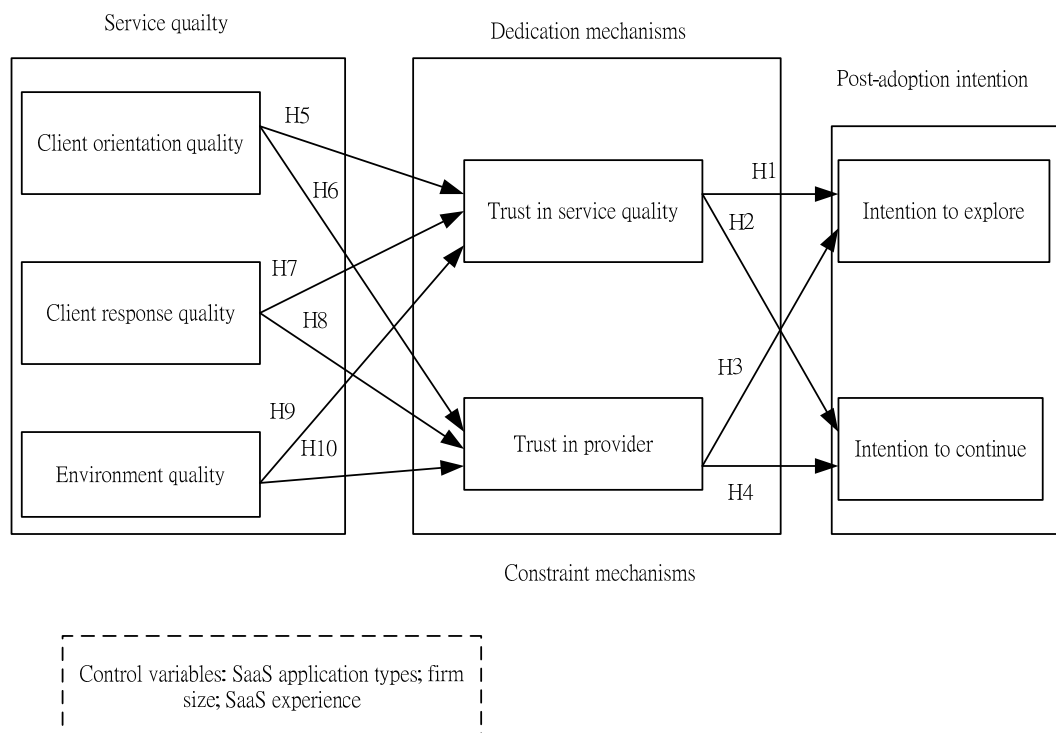 Service quailty
Dedication mechanisms
Post-adoption intention
Client orientation quality
H5
H6
Trust in service quality
H1
H2
Intention to explore
Client response quality
H7
H8
H3
Environment quality
H9
H10
Trust in provider
H4
Intention to continue
Constraint mechanisms
Control variables: SaaS application types; firm
size; SaaS experience